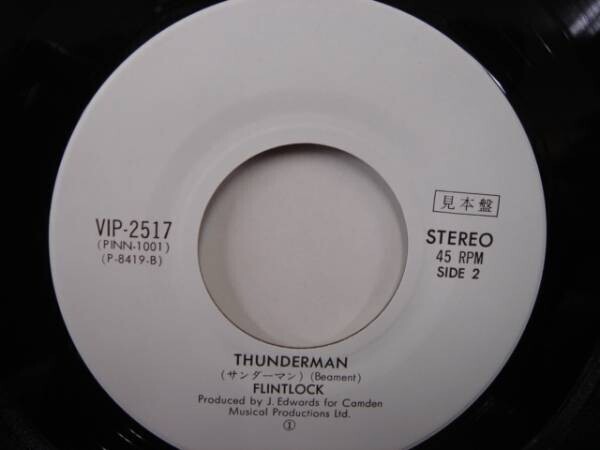 VIP-2517
(PINN-1001)
(P-8419-B)
見本盤
STEREO
45 RPM
SIDE 2
THUNDERMAN
(サンダーマン) (Beament)
FLINTLOCK
Produced by J. Edwards for Camden
Musical Productions Ltd.
①